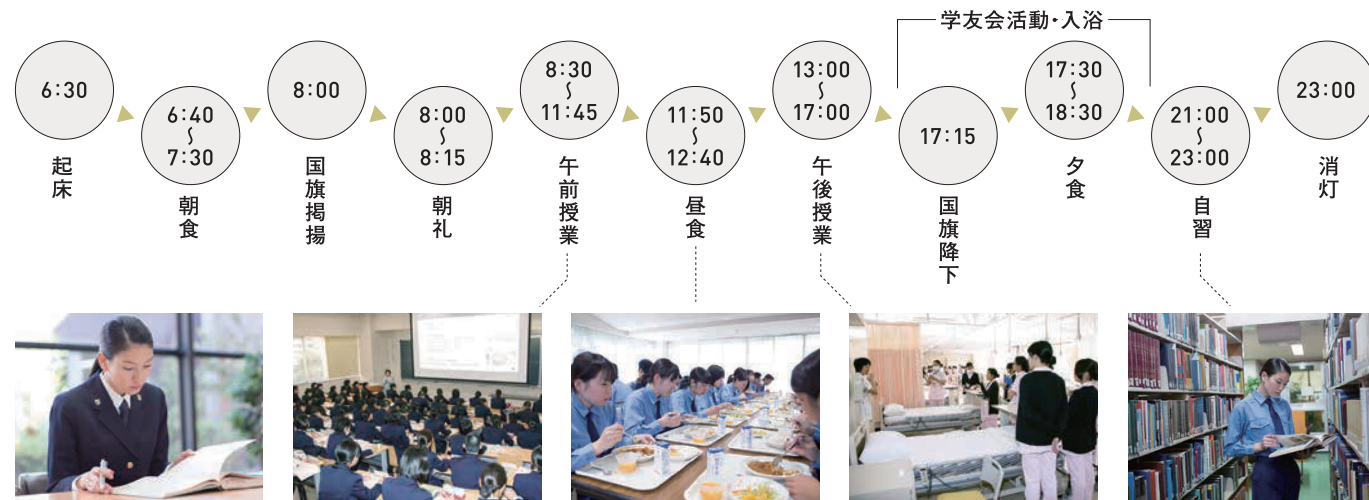 学友会活動・入浴
6:30
起床
6:40
〜
7:30
朝食
8:00
国旗掲揚
8:00
〜
8:15
朝礼
8:30
〜
11:45
午前授業
11:50
〜
12:40
昼食
13:00
〜
17:00
午後授業
17:15
国旗降下
17:30
〜
18:30
夕食
21:00
〜
23:00
自習
23:00
消灯